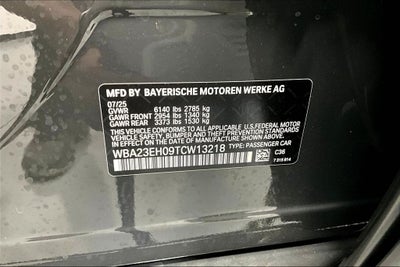 MFD BY BAYERISCHE MOTOREN WERKE AG
07/25
GVWR 6140 lbs 2785 kg
GAWR FRONT 2954 lbs 1340 kg
GAWR REAR 3373 lbs 1530 kg
THIS VEHICLE CONFORMS TO ALL APPLICABLE
U.S. FEDERAL MOTOR VEHICLE SAFETY, BUMPER,
AND THEFT PREVENTION STANDARDS IN EFFECT
ON THE DATE OF MANUFACTURE SHOWN ABOVE.
WBA23EH09TCW13218 TYPE: PASSENGER CAR
C36